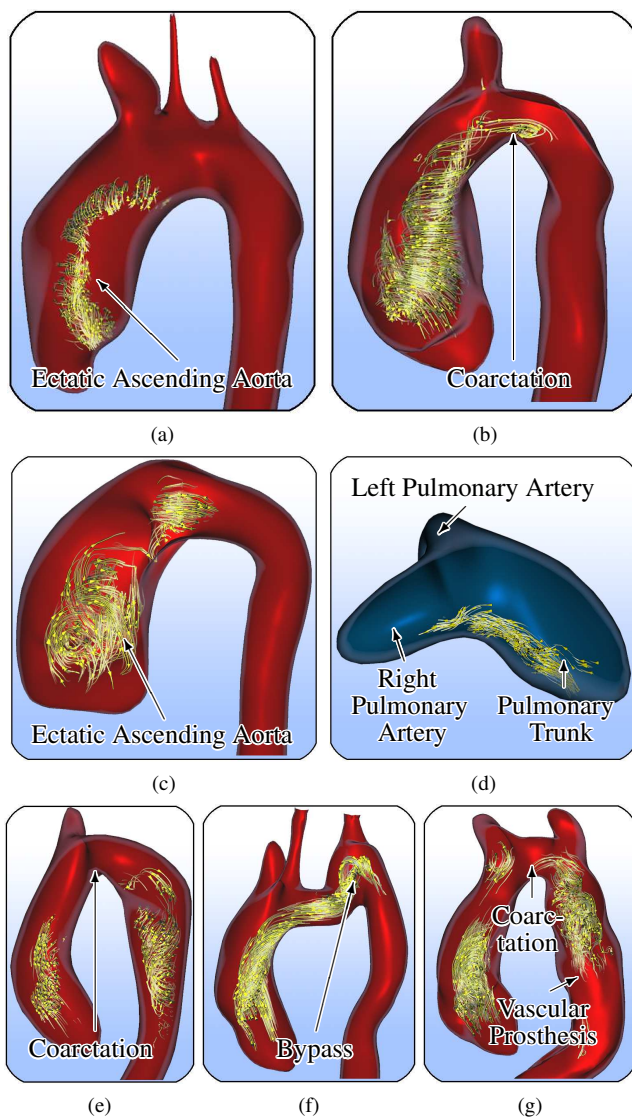 Ectatic Ascending Aorta
Coarctation
(a)
(b)
Left Pulmonary Artery
Right
Pulmonary
Artery
Pulmonary
Trunk
Ectatic Ascending Aorta
(c)
(d)
Coarctation
Bypass
Coarc-
tation
Vascular
Prosthesis
(e)
(f)
(g)